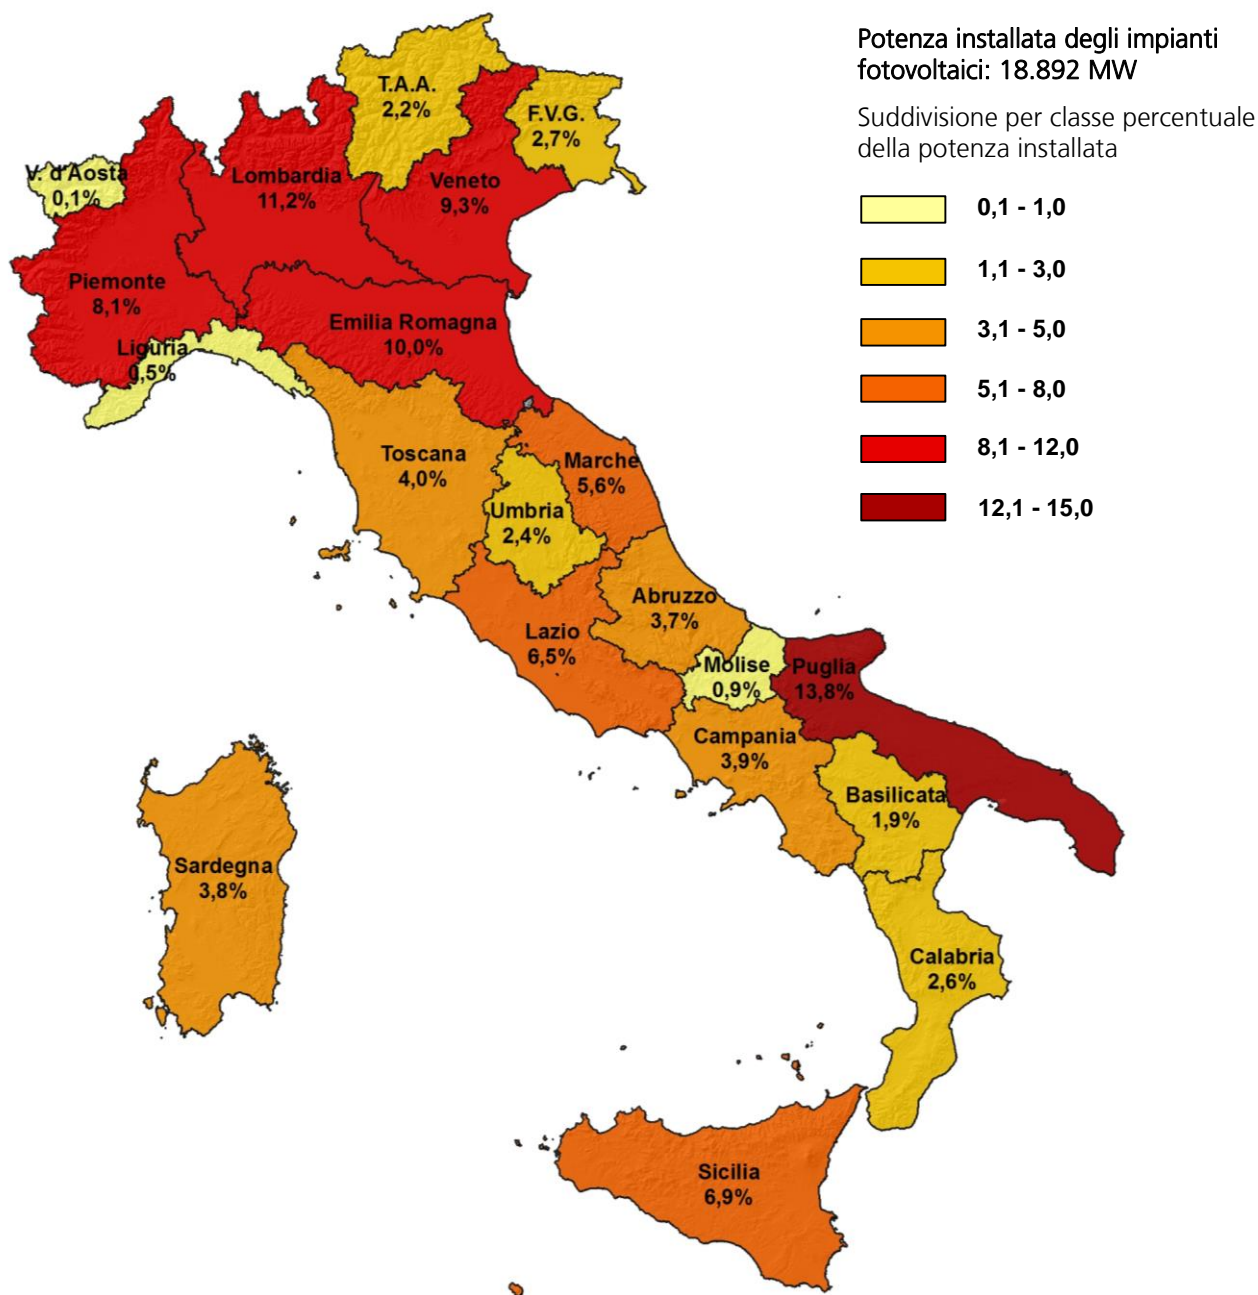 Potenza installata degli impianti
fotovoltaici: 18.892 MW
Suddivisione per classe percentuale
della potenza installata
0,1 - 1,0
1,1 - 3,0
3,1 - 5,0
5,1 - 8,0
8,1 - 12,0
12,1 - 15,0
T.A.A.
2,2%
F.V.G.
2,7%
V. d'Aosta
0,1%
Lombardia
11,2%
Veneto
9,3%
Piemonte
8,1%
Emilia Romagna
10,0%
Liguria
0,5%
Toscana
4,0%
Marche
5,6%
Umbria
2,4%
Abruzzo
3,7%
Lazio
6,5%
Molise
0,9%
Puglia
13,8%
Campania
3,9%
Basilicata
1,9%
Sardegna
3,8%
Calabria
2,6%
Sicilia
6,9%